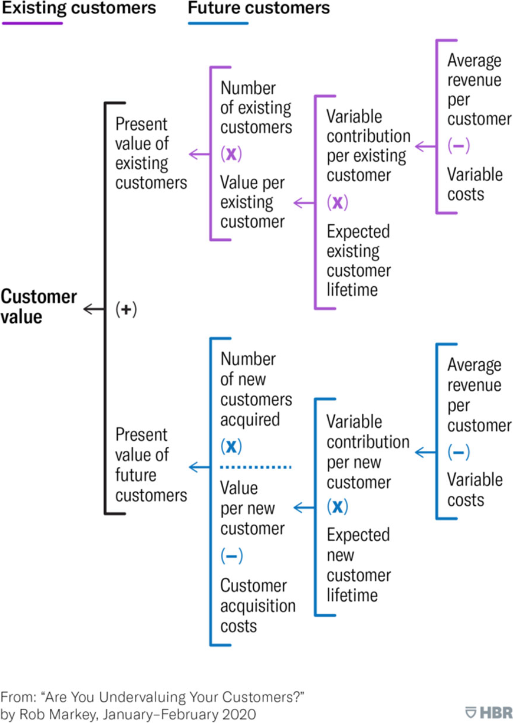 Existing customers
Future customers
Customer
value
(+)
Present
value of
existing
customers
Number
of existing
customers
(x)
Value per
existing
customer
Variable
contribution
per existing
customer
(x)
Expected
existing
customer
lifetime
Average
revenue
per
customer
(–)
Variable
costs
Present
value of
future
customers
Number
of new
customers
acquired
(x)
Value
per new
customer
(–)
Customer
acquisition
costs
Variable
contribution
per new
customer
(x)
Expected
new
customer
lifetime
Average
revenue
per
customer
(–)
Variable
costs
From: “Are You Undervaluing Your Customers?”
by Rob Markey, January–February 2020
HBR